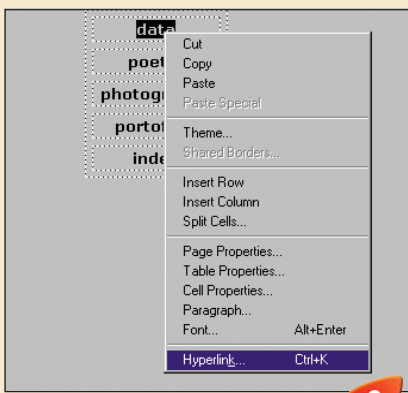 data
poet
photogr
portof
inde
Cut
Copy
Paste
Paste Special
Theme...
Shared Borders...
Insert Row
Insert Column
Split Cells...
Page Properties...
Table Properties...
Cell Properties...
Paragraph...
Font... Alt+Enter
Hyperlink... Ctrl+K